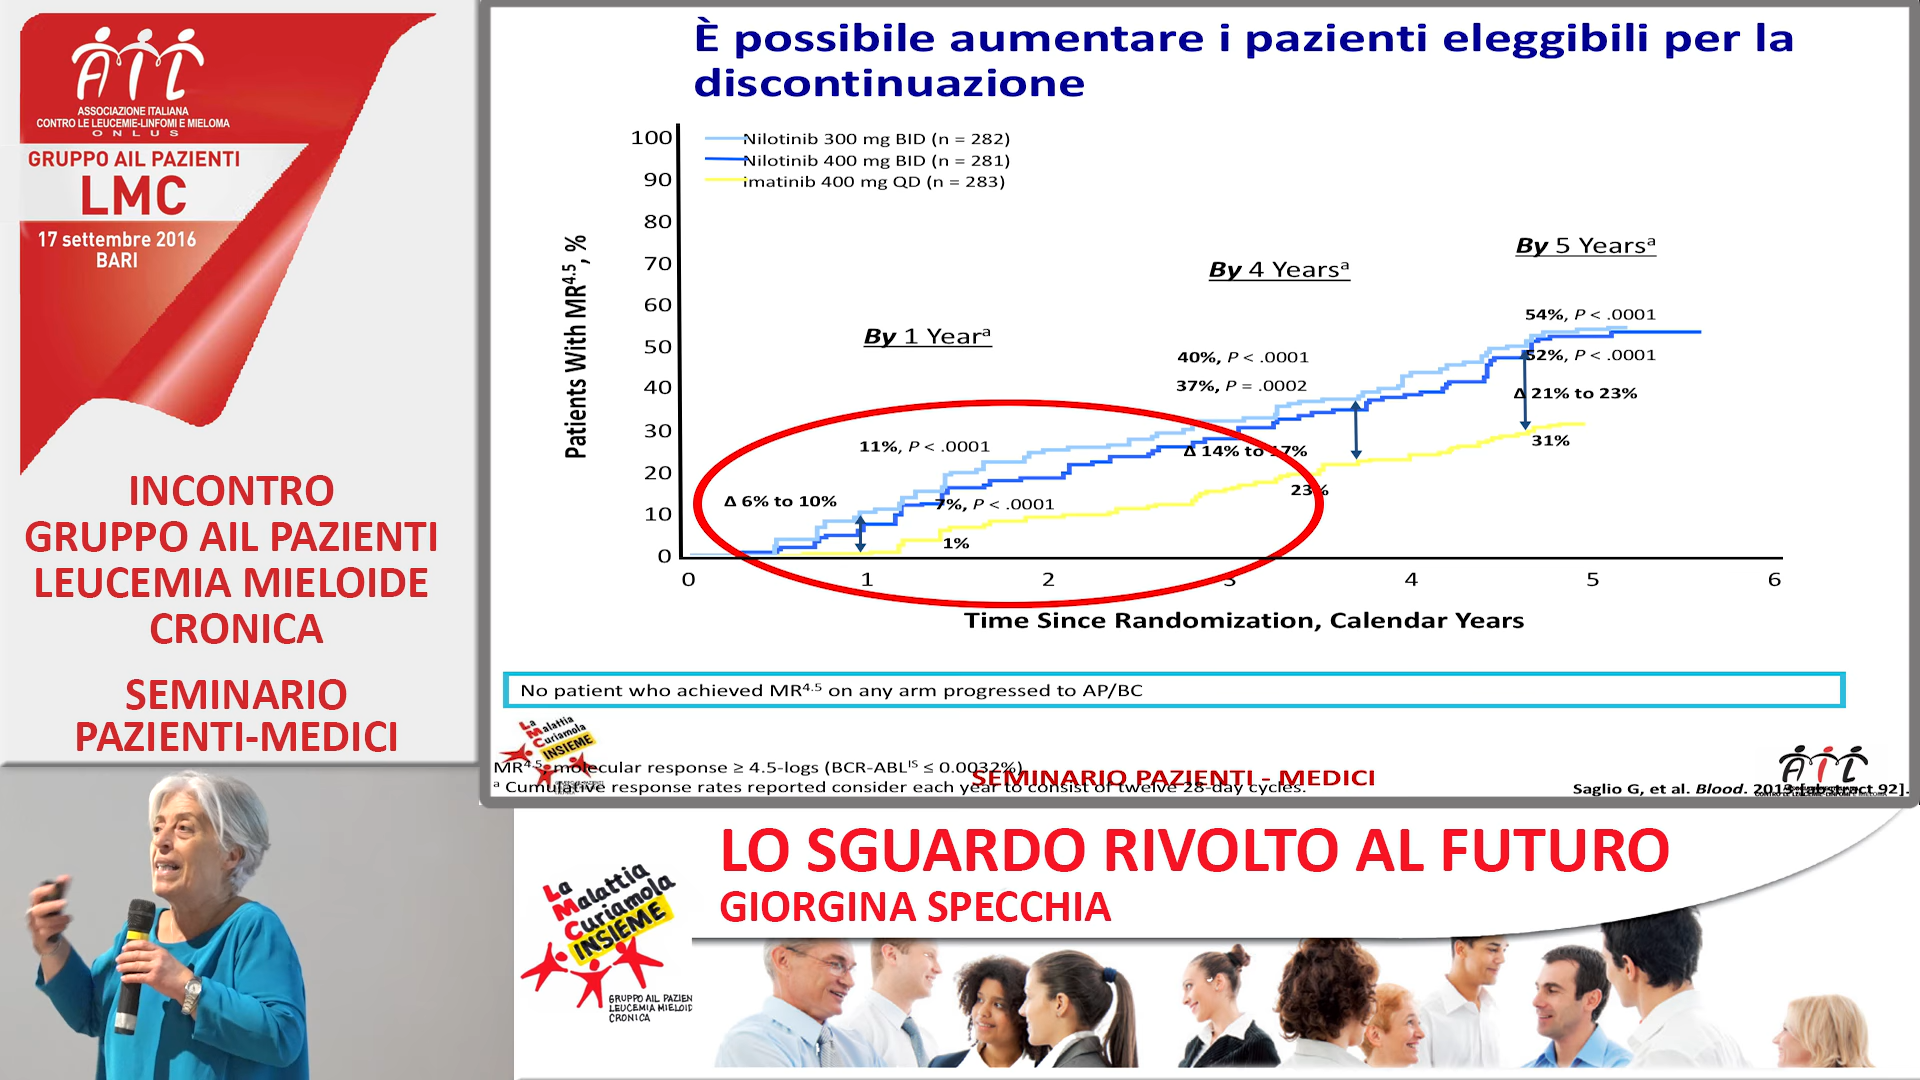 AIL
ASSOCIAZIONE ITALIANA
CONTRO LE LEUCEMIE-LINFOMI E MIELOMA
ONLUS
GRUPPO AIL PAZIENTI
LMC
17 settembre 2016
BARI
INCONTRO
GRUPPO AIL PAZIENTI
LEUCEMIA MIELOIDE
CRONICA
SEMINARIO
PAZIENTI-MEDICI
È possibile aumentare i pazienti eleggibili per la
discontinuazione
Patients With MR4.5, %
100
90
80
70
60
50
40
30
20
10
0
Nilotinib 300 mg BID (n = 282)
Nilotinib 400 mg BID (n = 281)
imatinib 400 mg QD (n = 283)
By 1 Yearª
By 4 Yearsª
By 5 Yearsª
11%, P < .0001
7%, P < .0001
1%
Δ 6% to 10%
40%, P < .0001
37%, P = .0002
Δ 14% to 17%
23%
54%, P < .0001
52%, P < .0001
Δ 21% to 23%
31%
0 1 2 3 4 5 6
Time Since Randomization, Calendar Years
No patient who achieved MR4.5 on any arm progressed to AP/BC
La
Malattia
Curiamola
INSIEME
MR4.5, molecular response ≥ 4.5-logs (BCR-ABLIS ≤ 0.0032%)
ª Cumulative response rates reported consider each year to consist of twelve 28-day cycles.
SEMINARIO PAZIENTI - MEDICI
AIL
Saglio G, et al. Blood. 92].
LO SGUARDO RIVOLTO AL FUTURO
GIORGINA SPECCHIA
La
Malattia
Curiamola
INSIEME
GRUPPO AIL PAZIEN
LEUCEMIA MIELOID
CRONICA